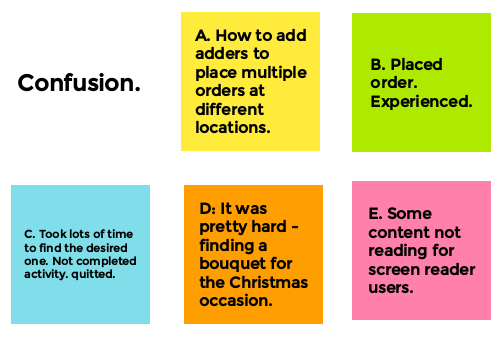 Confusion.
A. How to add
adders to
place multiple
orders at
different
locations.
B. Placed
order.
Experienced.
C. Took lots of time
to find the desired
one. Not completed
activity. quitted.
D: It was
pretty hard -
finding a
bouquet for
the Christmas
occasion.
E. Some
content not
reading for
screen reader
users.